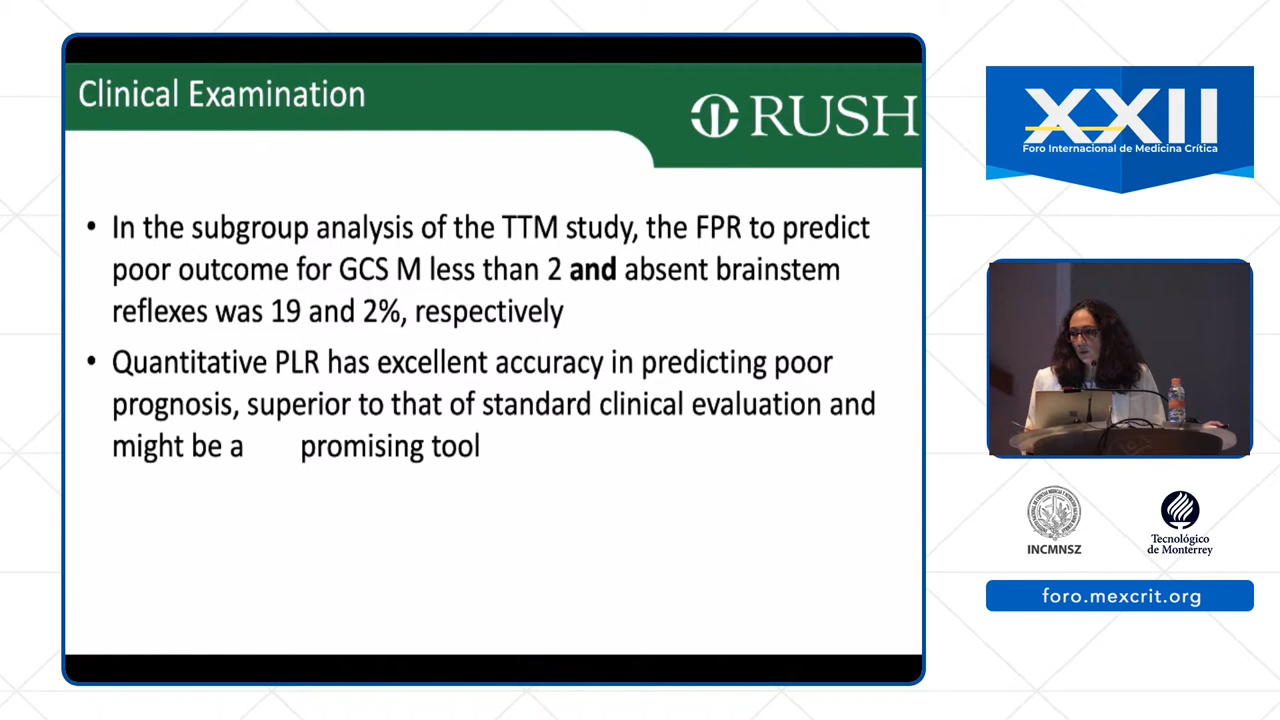 Clinical Examination
RUSH
• In the subgroup analysis of the TTM study, the FPR to predict
poor outcome for GCS M less than 2 and absent brainstem
reflexes was 19 and 2%, respectively
• Quantitative PLR has excellent accuracy in predicting poor
prognosis, superior to that of standard clinical evaluation and
might be a promising tool
XXII
Foro Internacional de Medicina Crítica
INCMNSZ
Tecnológico
de Monterrey
foro.mexcrit.org